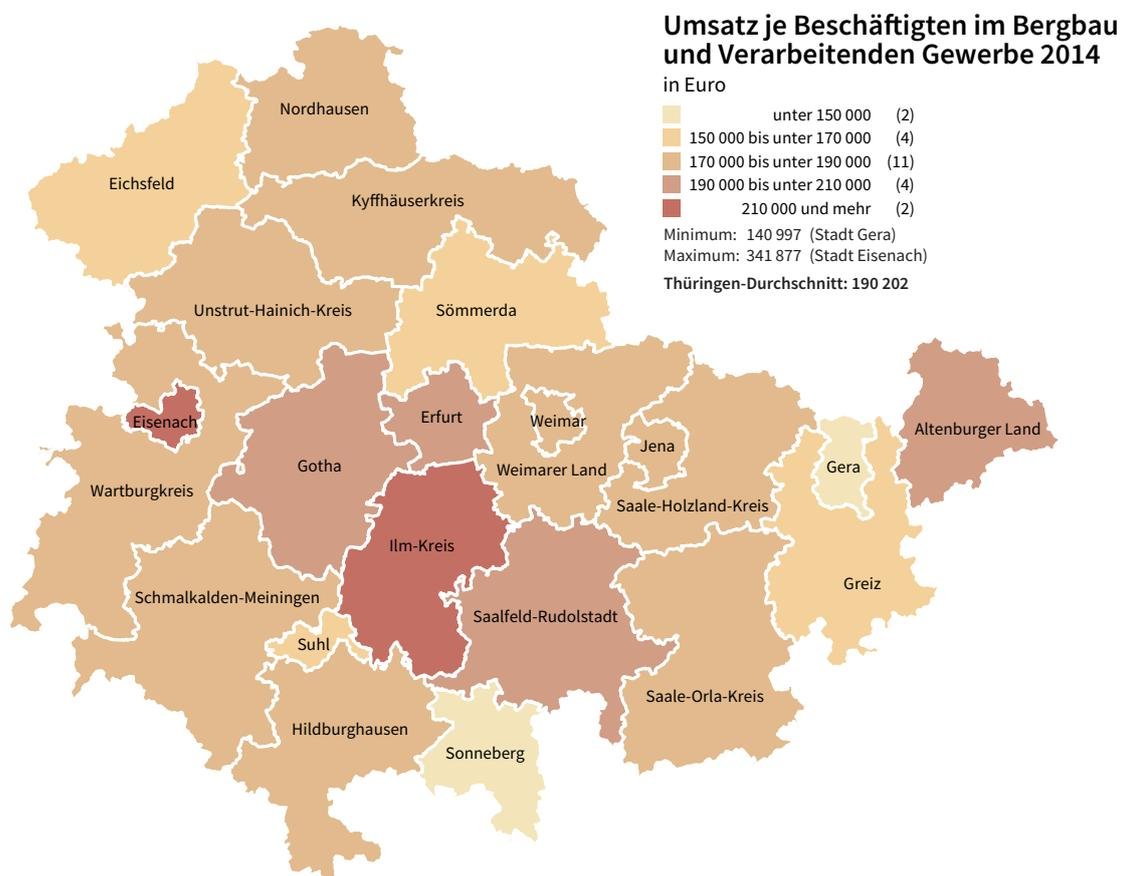 Umsatz je Beschäftigten im Bergbau
und Verarbeitenden Gewerbe 2014
in Euro
unter 150 000 (2)
150 000 bis unter 170 000 (4)
170 000 bis unter 190 000 (11)
190 000 bis unter 210 000 (4)
210 000 und mehr (2)
Minimum: 140 997 (Stadt Gera)
Maximum: 341 877 (Stadt Eisenach)
Thüringen-Durchschnitt: 190 202
Nordhausen
Eichsfeld
Kyffhäuserkreis
Unstrut-Hainich-Kreis
Sömmerda
Eisenach
Erfurt
Weimar
Altenburger Land
Jena
Gotha
Weimarer Land
Gera
Wartburgkreis
Saale-Holzland-Kreis
Ilm-Kreis
Greiz
Schmalkalden-Meiningen
Saalfeld-Rudolstadt
Suhl
Saale-Orla-Kreis
Hildburghausen
Sonneberg